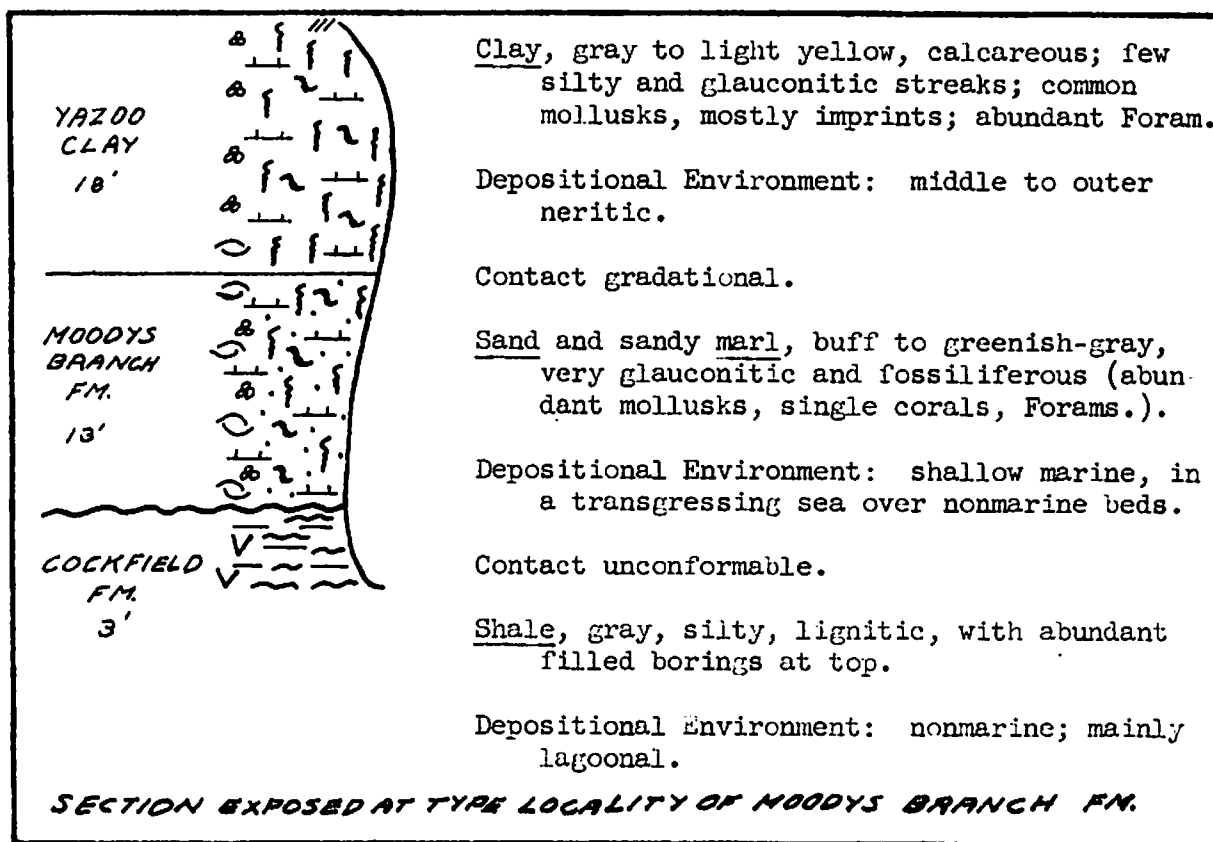 YAZOO
CLAY
18'
Clay, gray to light yellow, calcareous; few
silty and glauconitic streaks; common
mollusks, mostly imprints; abundant Foram.
Depositional Environment: middle to outer
neritic.
Contact gradational.
MOODYS
BRANCH
FM.
13'
Sand and sandy marl, buff to greenish-gray,
very glauconitic and fossiliferous (abun-
dant mollusks, single corals, Forams.).
Depositional Environment: shallow marine, in
a transgressing sea over nonmarine beds.
Contact unconformable.
COCKFIELD
FM.
3'
Shale, gray, silty, lignitic, with abundant
filled borings at top.
Depositional Environment: nonmarine; mainly
lagoonal.
SECTION EXPOSED AT TYPE LOCALITY OF MOODYS BRANCH FM.